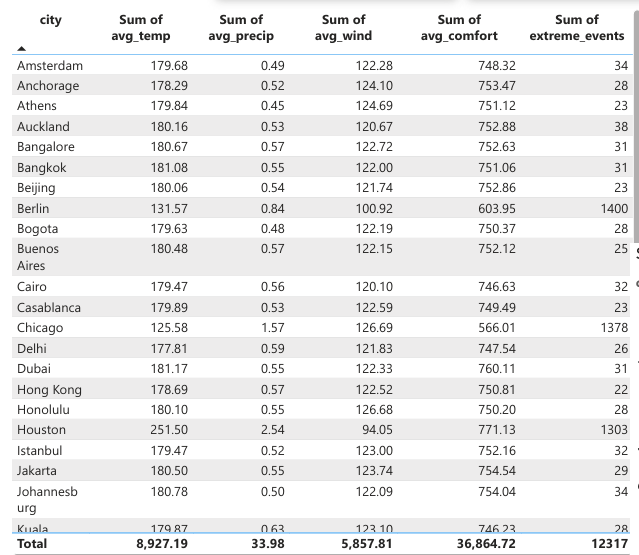 city Sum of avg_temp Sum of avg_precip Sum of avg_wind Sum of avg_comfort Sum of extreme_events
Amsterdam 179.68 0.49 122.28 748.32 34
Anchorage 178.29 0.52 124.10 753.47 28
Athens 179.84 0.45 124.69 751.12 23
Auckland 180.16 0.53 120.67 752.88 38
Bangalore 180.67 0.57 122.72 752.63 31
Bangkok 181.08 0.55 122.00 751.06 31
Beijing 180.06 0.54 121.74 752.86 23
Berlin 131.57 0.84 100.92 603.95 1400
Bogota 179.63 0.48 122.19 750.37 28
Buenos Aires 180.48 0.57 122.15 752.12 25
Cairo 179.47 0.56 120.10 746.63 32
Casablanca 179.89 0.53 122.59 749.49 23
Chicago 125.58 1.57 126.69 566.01 1378
Delhi 177.81 0.59 121.83 747.54 26
Dubai 181.17 0.55 122.33 760.11 31
Hong Kong 178.69 0.57 122.52 750.81 22
Honolulu 180.10 0.55 126.68 750.20 28
Houston 251.50 2.54 94.05 771.13 1303
Istanbul 179.47 0.52 123.00 752.16 32
Jakarta 180.50 0.55 123.74 754.54 29
Johannesburg 180.78 0.50 122.09 754.04 34
Kuala 179.87 0.63 123.10 746.23 28
Total 8,927.19 33.98 5,857.81 36,864.72 12317